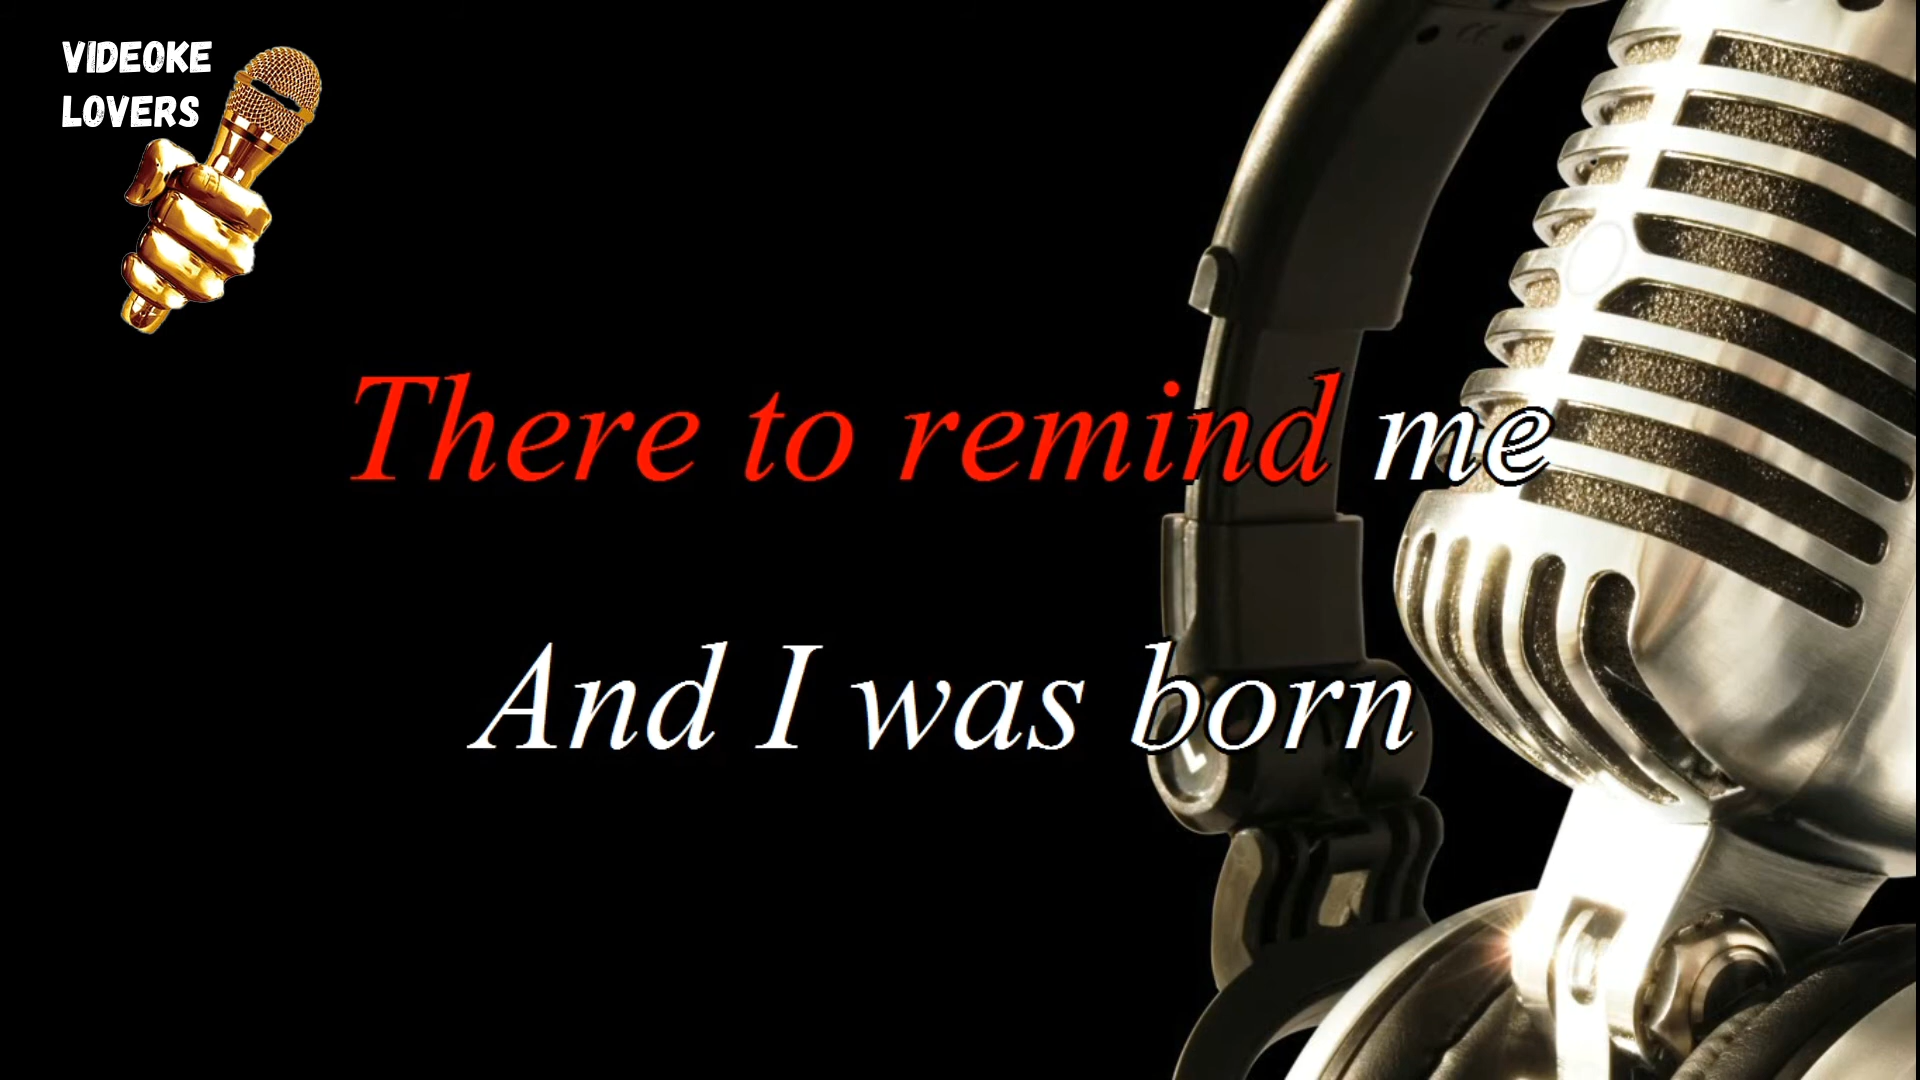 VIDEOKE
LOVERS
There to remind me
And I was born
L